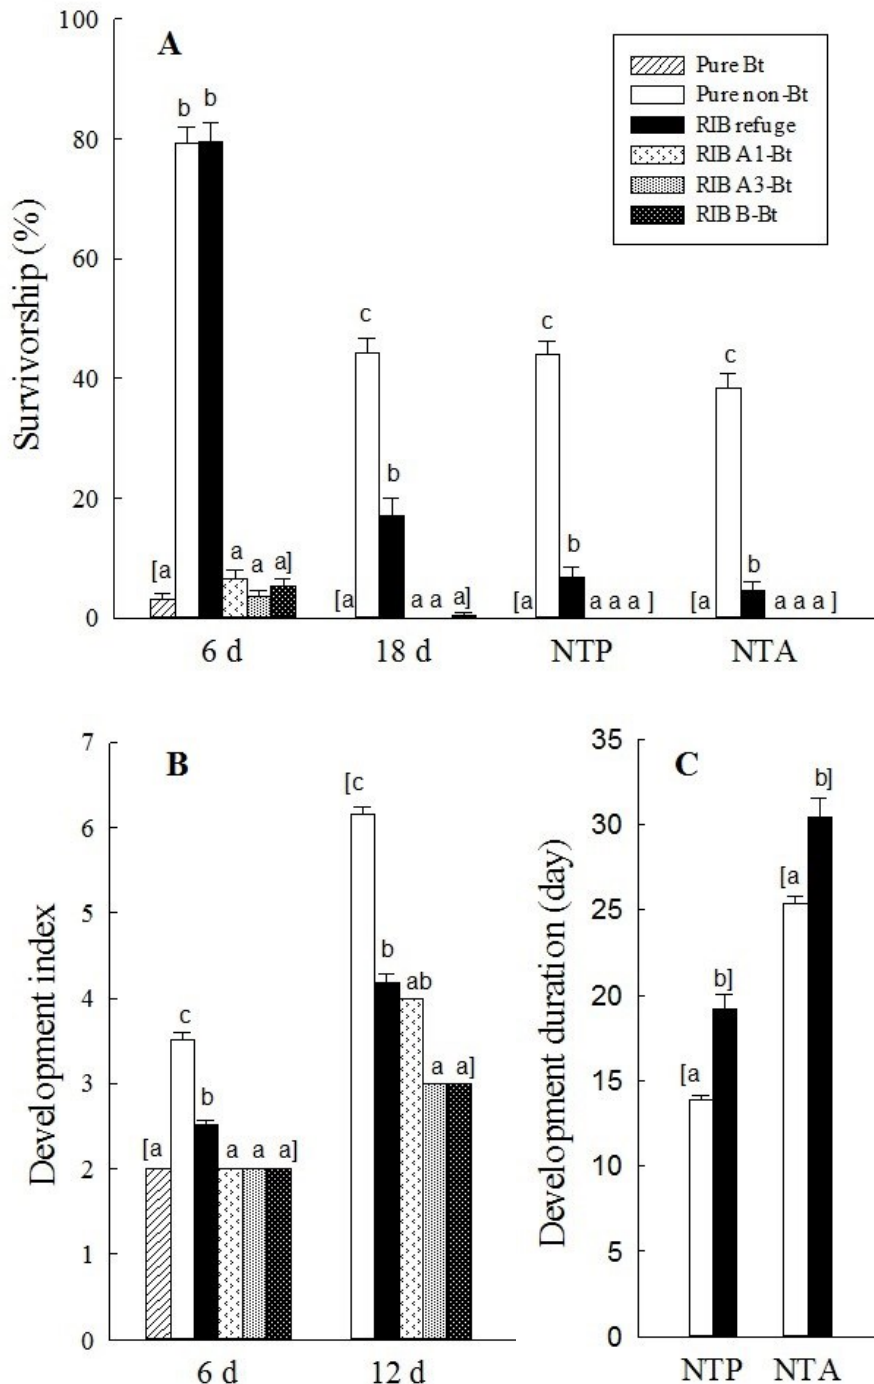 A
Survivorship (%)
100
80
60
40
20
0
Pure Bt
Pure non-Bt
RIB refuge
RIB A1-Bt
RIB A3-Bt
RIB B-Bt
[a b b a a a]
[a c b a a a]
[a c b a a a ]
[a c b a a a ]
6 d 18 d NTP NTA
B
Development index
7
6
5
4
3
2
1
0
[a c b a a a]
[c b ab a a]
6 d 12 d
C
Development duration (day)
35
30
25
20
15
10
5
0
[a b]
[a b]
NTP NTA